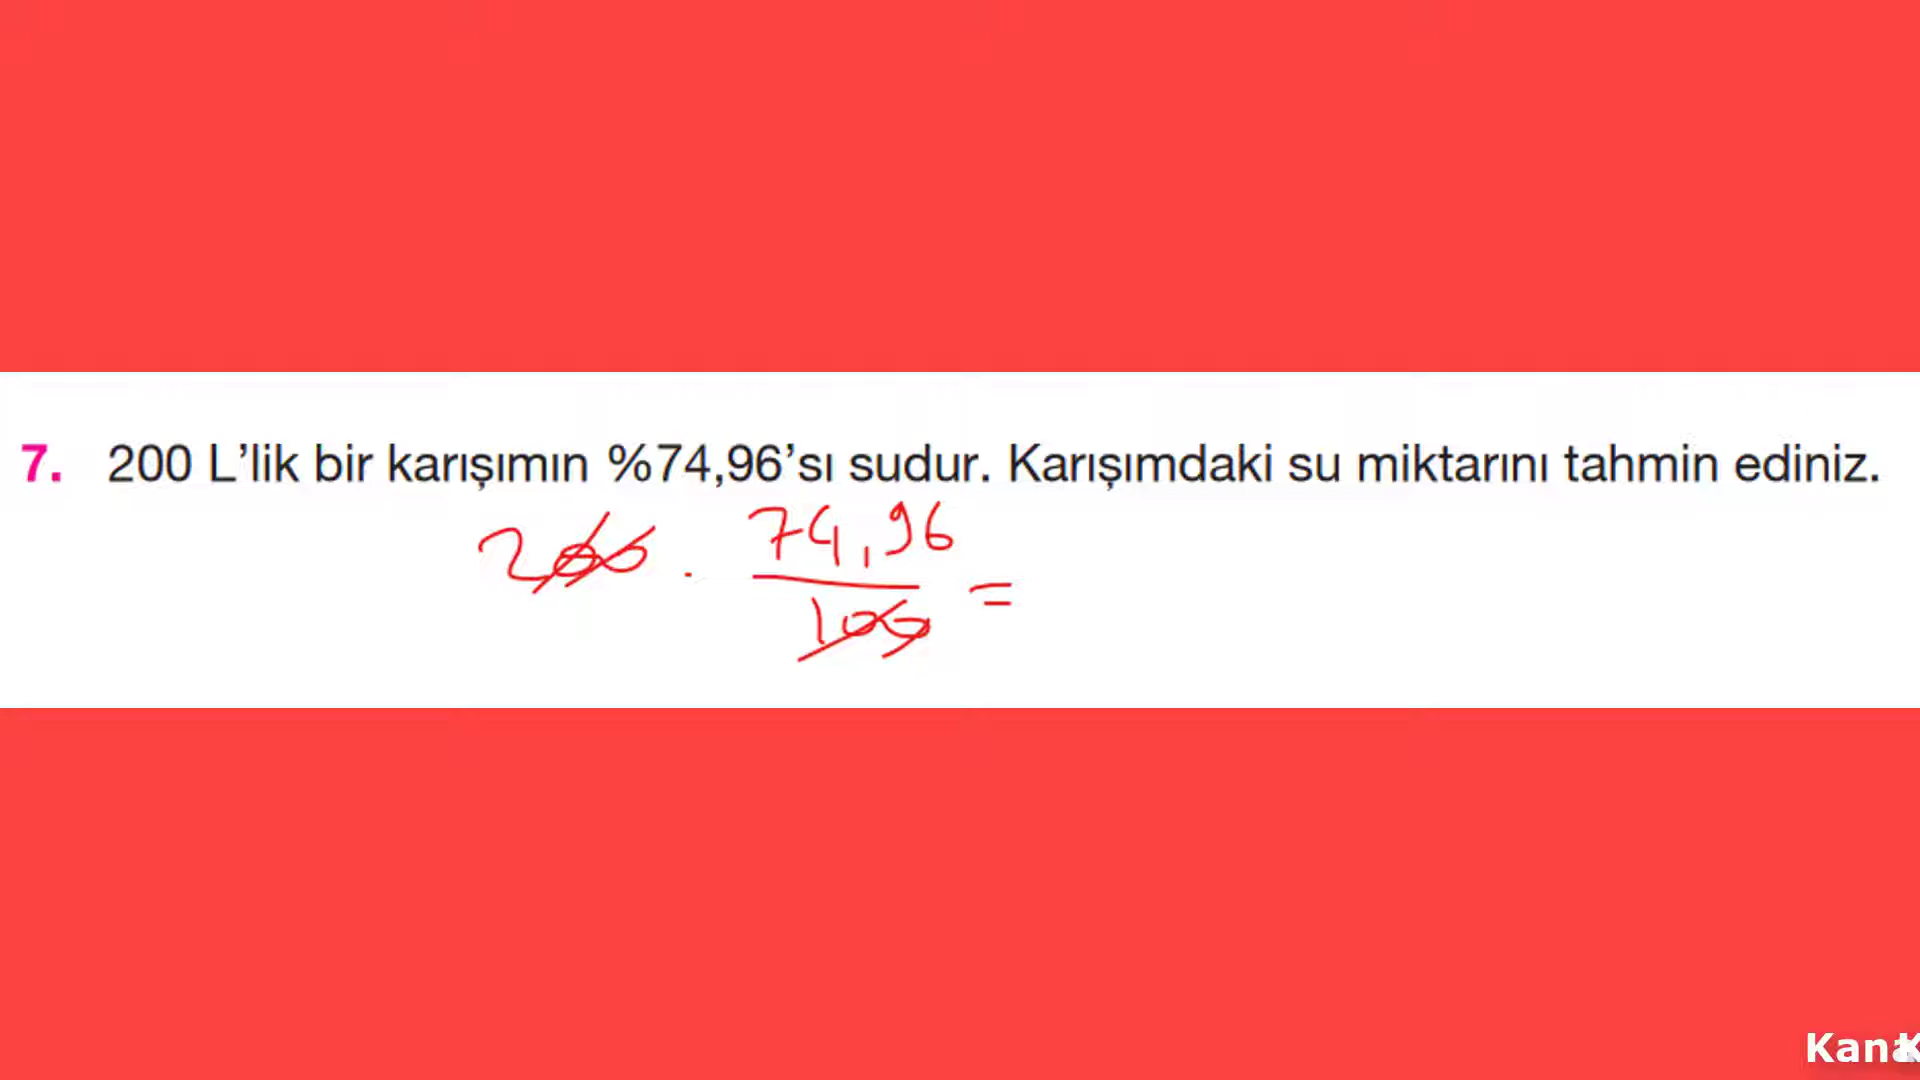 7. 200 L’lik bir karışımın %74,96’sı sudur. Karışımdaki su miktarını tahmin ediniz.
200 . 74,96 =
100